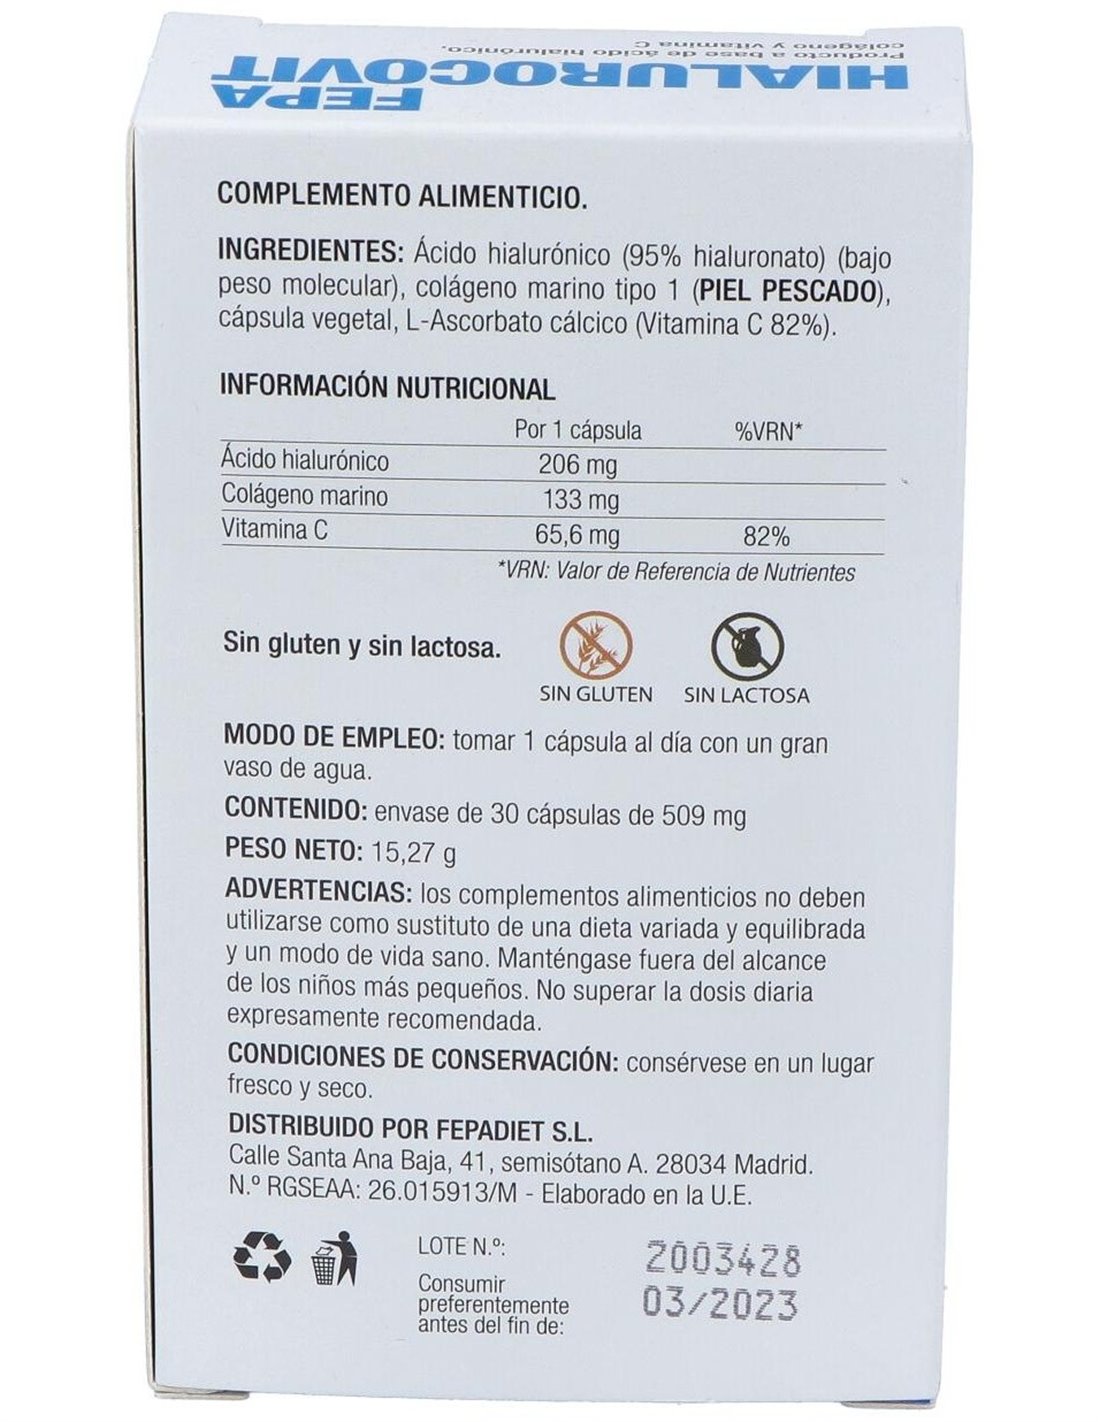 FEPA
HIALUROCOVIT
Producto a base de ácido hialurónico,
colágeno y vitamina C
COMPLEMENTO ALIMENTICIO.
INGREDIENTES: Ácido hialurónico (95% hialuronato) (bajo
peso molecular), colágeno marino tipo 1 (PIEL PESCADO),
cápsula vegetal, L-Ascorbato cálcico (Vitamina C 82%).
INFORMACIÓN NUTRICIONAL
Por 1 cápsula %VRN*
Ácido hialurónico 206 mg
Colágeno marino 133 mg
Vitamina C 65,6 mg 82%
*VRN: Valor de Referencia de Nutrientes
Sin gluten y sin lactosa.
SIN GLUTEN SIN LACTOSA
MODO DE EMPLEO: tomar 1 cápsula al día con un gran
vaso de agua.
CONTENIDO: envase de 30 cápsulas de 509 mg
PESO NETO: 15,27 g
ADVERTENCIAS: los complementos alimenticios no deben
utilizarse como sustituto de una dieta variada y equilibrada
y un modo de vida sano. Manténgase fuera del alcance
de los niños más pequeños. No superar la dosis diaria
expresamente recomendada.
CONDICIONES DE CONSERVACIÓN: consérvese en un lugar
fresco y seco.
DISTRIBUIDO POR FEPADIET S.L.
Calle Santa Ana Baja, 41, semisótano A. 28034 Madrid.
N.º RGSEAA: 26.015913/M - Elaborado en la U.E.
LOTE N.º: 2003428
Consumir
preferentemente
antes del fin de: 03/2023